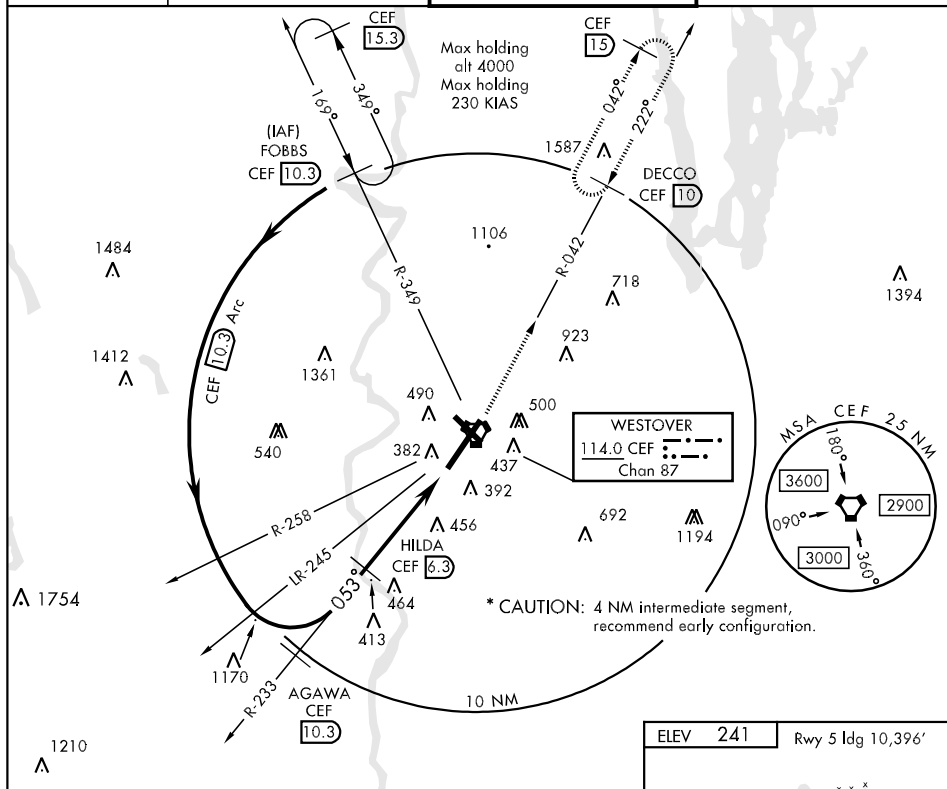 CEF
15.3
CEF
15
Max holding
alt 4000
Max holding
230 KIAS
169°
349°
042°
222°
(IAF)
FOBBS
CEF 10.3
1587
DECCO
CEF 10
1106
R-349
R-042
1484
718
1394
CEF 10.3 Arc
923
1412
1361
490
500
WESTOVER
114.0 CEF
Chan 87
540
382
437
392
MSA CEF 25 NM
180°
3600
2900
090°
3000
360°
R-258
456
692
1194
LR-245
HILDA
CEF 6.3
053°
464
1754
413
* CAUTION: 4 NM intermediate segment,
recommend early configuration.
1170
R-233
AGAWA
CEF
10.3
10 NM
1210
ELEV 241
Rwy 5 ldg 10,396'
x x x